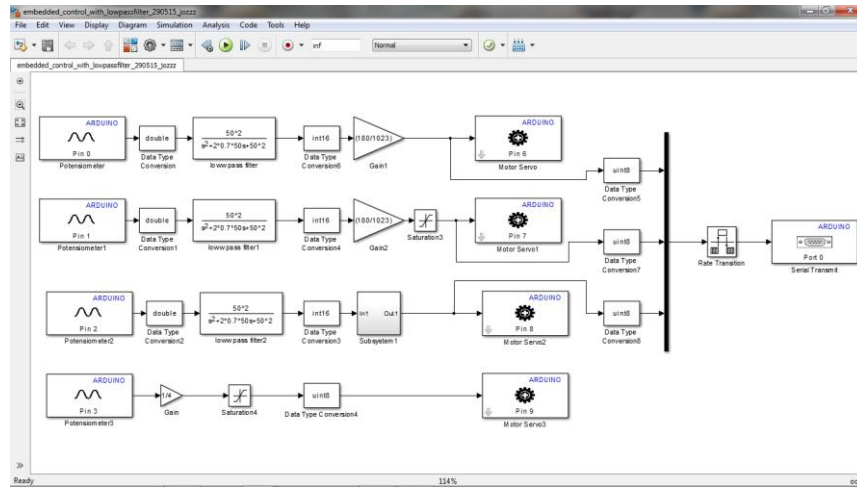 embedded_control_with_lowpassfilter_290515_jozzz
File Edit View Display Diagram Simulation Analysis Code Tools Help
inf
Normal
embedded_control_with_lowpassfilter_290515_jozzz
ARDUINO
Pin 0
Potensiometer
double
Data Type
Conversion
50^2
s²+2*0.7*50s+50^2
loww pass filter
int16
Data Type
Conversion6
(180/1023)
Gain1
ARDUINO
Pin 6
Motor Servo
uint8
Data Type
Conversion5
ARDUINO
Pin 1
Potensiometer1
double
Data Type
Conversion1
50^2
s²+2*0.7*50s+50^2
loww pass filter1
int16
Data Type
Conversion4
(180/1023)
Gain2
Saturation3
ARDUINO
Pin 7
Motor Servo1
uint8
Data Type
Conversion7
Rate Transition
ARDUINO
Port 0
Serial Transmit
ARDUINO
Pin 2
Potensiometer2
double
Data Type
Conversion2
50^2
s²+2*0.7*50s+50^2
loww pass filter2
int16
Data Type
Conversion3
In1 Out1
Subsystem1
ARDUINO
Pin 8
Motor Servo2
uint8
Data Type
ARDUINO
Pin 3
Potensiometer3
1/4
Gain
Saturation4
uint8
Data Type Conversion4
ARDUINO
Pin 9
Motor Servo3
Ready
114%